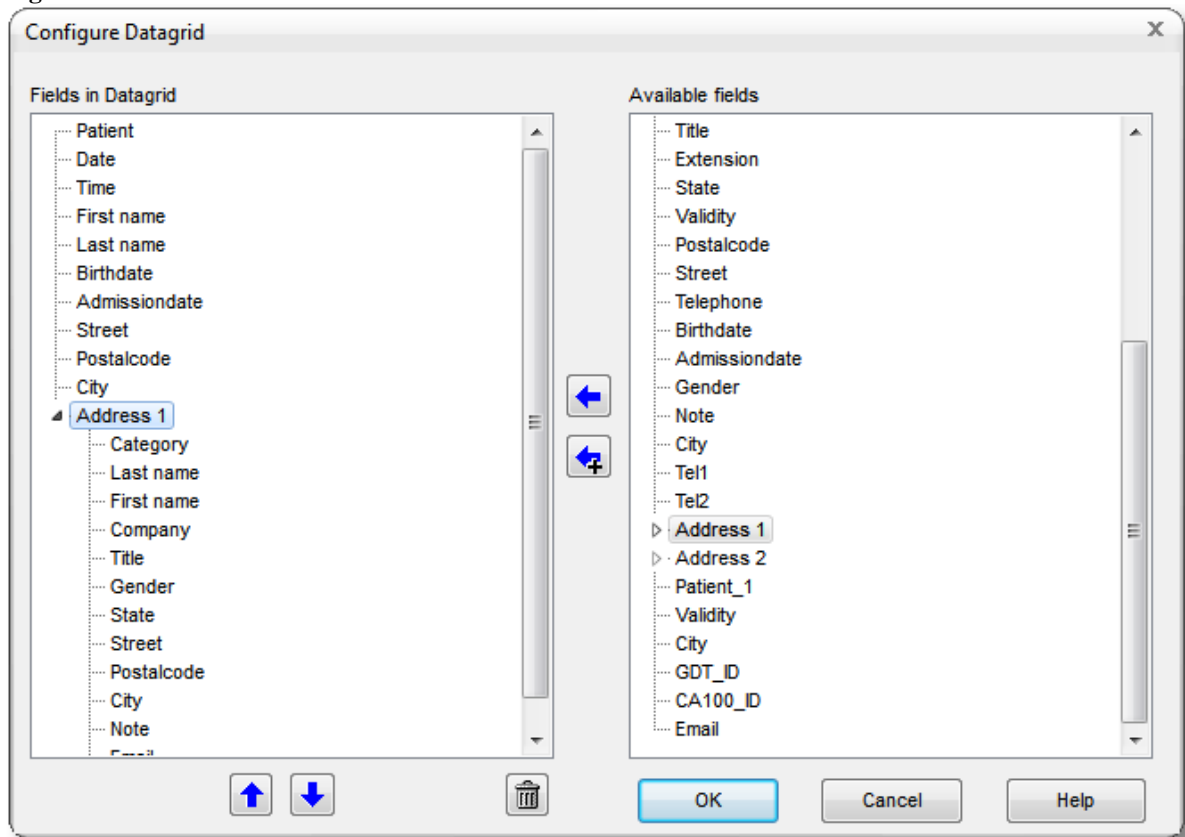 Configure Datagrid
Fields in Datagrid
Patient
Date
Time
First name
Last name
Birthdate
Admissiondate
Street
Postalcode
City
Address 1
Category
Last name
First name
Company
Title
Gender
State
Street
Postalcode
City
Note
Available fields
Title
Extension
State
Validity
Postalcode
Street
Telephone
Birthdate
Admissiondate
Gender
Note
City
Tel1
Tel2
Address 1
Address 2
Patient_1
Validity
City
GDT_ID
CA100_ID
Email
OK
Cancel
Help